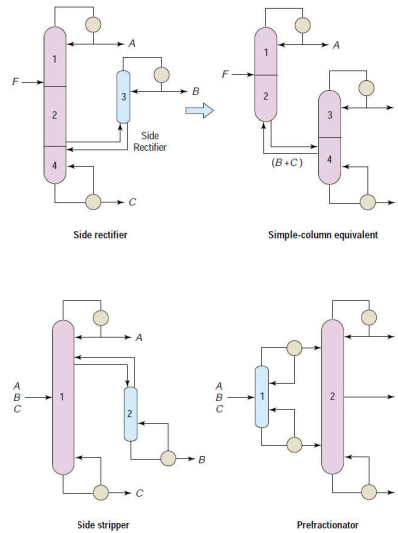 A
1
F
2
4
3
B
Side
Rectifier
C
Side rectifier
A
1
F
2
3
(B+C)
4
Simple-column equivalent
A
A
B
C
1
2
B
C
Side stripper
A
B
C
1
2
Prefractionator